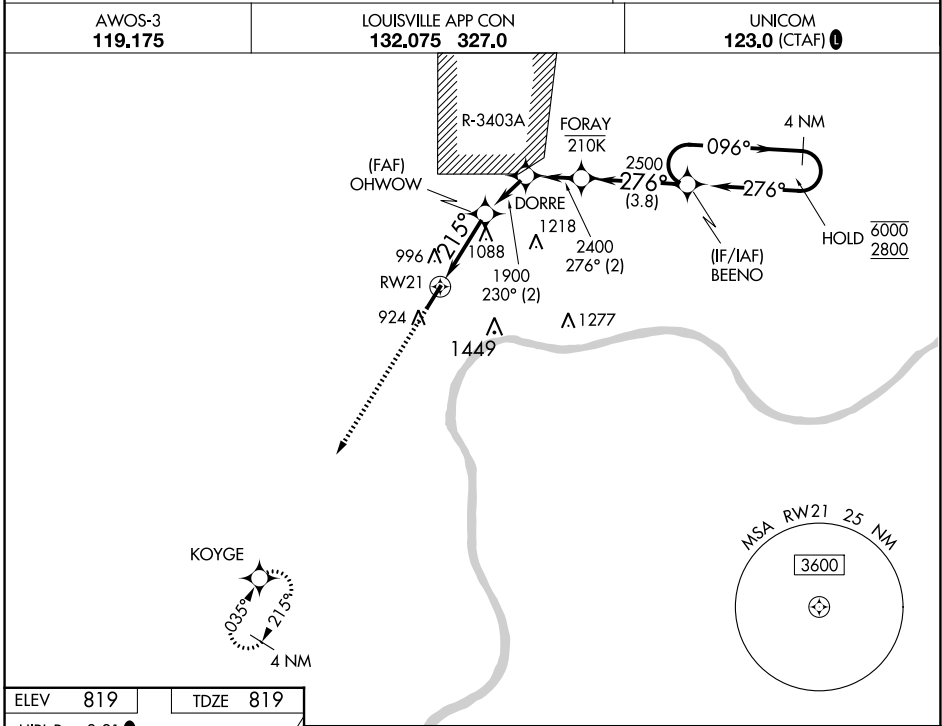 AWOS-3
119.175
LOUISVILLE APP CON
132.075 327.0
UNICOM
123.0 (CTAF) L
R-3403A
FORAY
210K
4 NM
096°
2500
276°
(3.8)
276°
(FAF)
OHWOW
DORRE
HOLD 6000
2800
(IF/IAF)
BEENO
215°
1218
2400
276° (2)
996
1088
1900
230° (2)
RW21
924
1449
1277
MSA RW21 25 NM
3600
KOYGE
035°
215°
4 NM
ELEV 819
TDZE 819